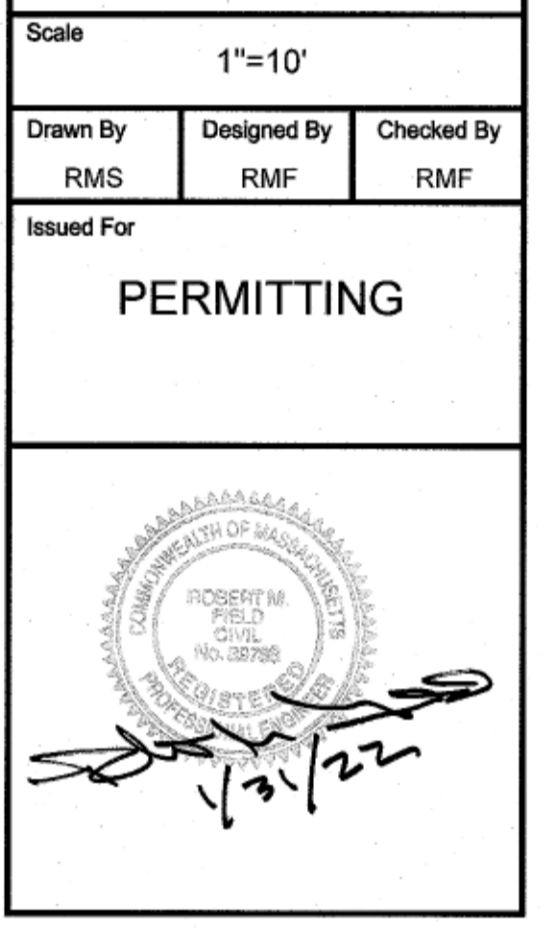 Scale
1"=10'
Drawn By
RMS
Designed By
RMF
Checked By
RMF
Issued For
PERMITTING
COMMONWEALTH OF MASSACHUSETTS
ROBERT M.
FIELD
CIVIL
No.
REGISTERED
PROFESSIONAL ENGINEER
1/31/22